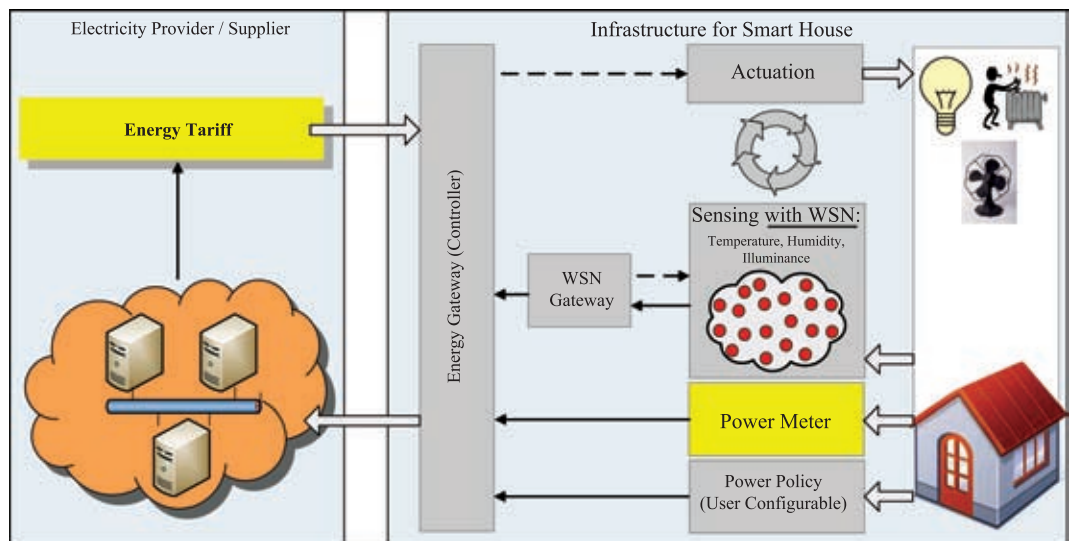 Electricity Provider / Supplier
Energy Tariff
Infrastructure for Smart House
Energy Gateway (Controller)
Actuation
Sensing with WSN:
Temperature, Humidity,
Illuminance
WSN
Gateway
Power Meter
Power Policy
(User Configurable)